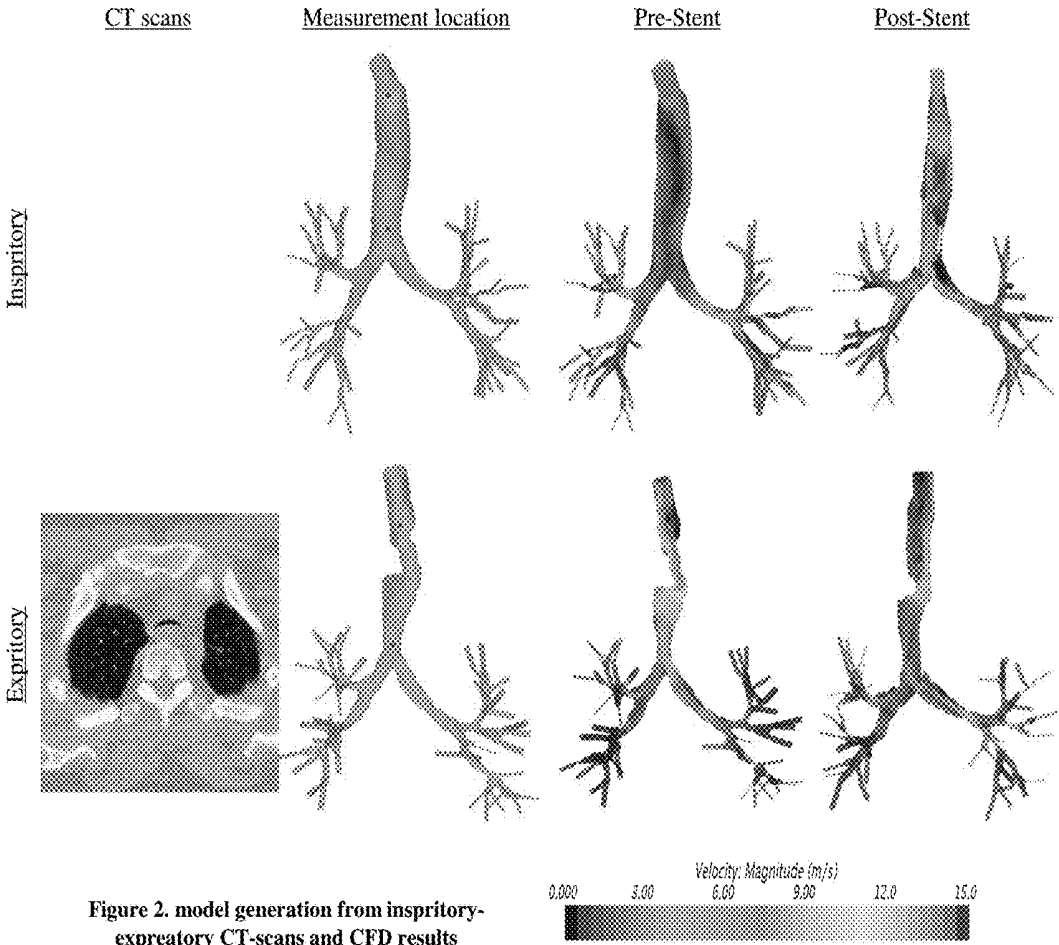 CT scans
Measurement location
Pre-Stent
Post-Stent
Inspritory
Expritory
Velocity: Magnitude (m/s)
0.000 3.00 6.00 9.00 12.0 15.0
Figure 2. model generation from inspritory-
expreatory CT-scans and CFD results